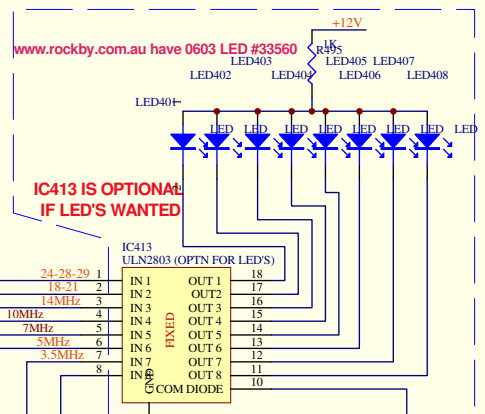 +12V
www.rockby.com.au have 0603 LED #33560
1K
R495
LED403
LED405
LED407
LED402
LED404
LED406
LED408
LED401
LED
LED
LED
LED
LED
LED
LED
LED
IC413 IS OPTIONAL
IF LED'S WANTED
IC413
ULN2803 (OPTN FOR LED'S)
24-28-29 1 IN 1 OUT 1 18
18-21 2 IN 2 OUT2 17
14MHz 3 IN 3 OUT 3 16
10MHz 4 IN 4 OUT 4 15
7MHz 5 IN 5 OUT 5 14
5MHz 6 IN 6 OUT 6 13
3.5MHz 7 IN 7 OUT 7 12
8 IN 8 OUT 8 11
GND COM DIODE 10
FIXED